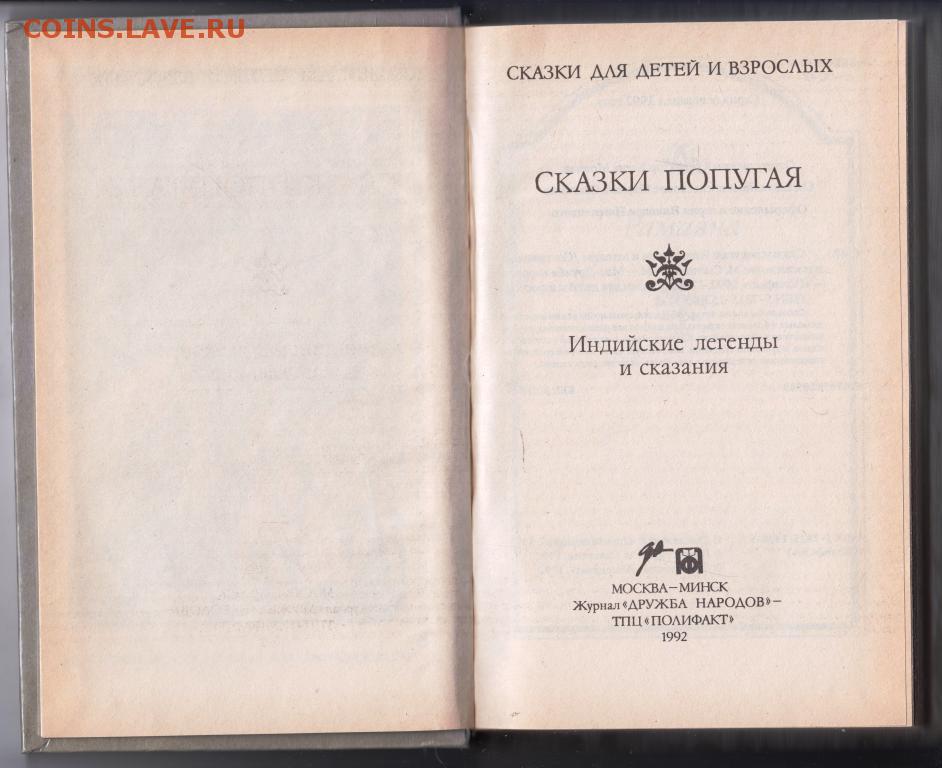 COINS.LAVE.RU
СКАЗКИ ДЛЯ ДЕТЕЙ И ВЗРОСЛЫХ
СКАЗКИ ПОПУГАЯ
Индийские легенды
и сказания
МОСКВА–МИНСК
Журнал «ДРУЖБА НАРОДОВ»–
ТПЦ «ПОЛИФАКТ»
1992